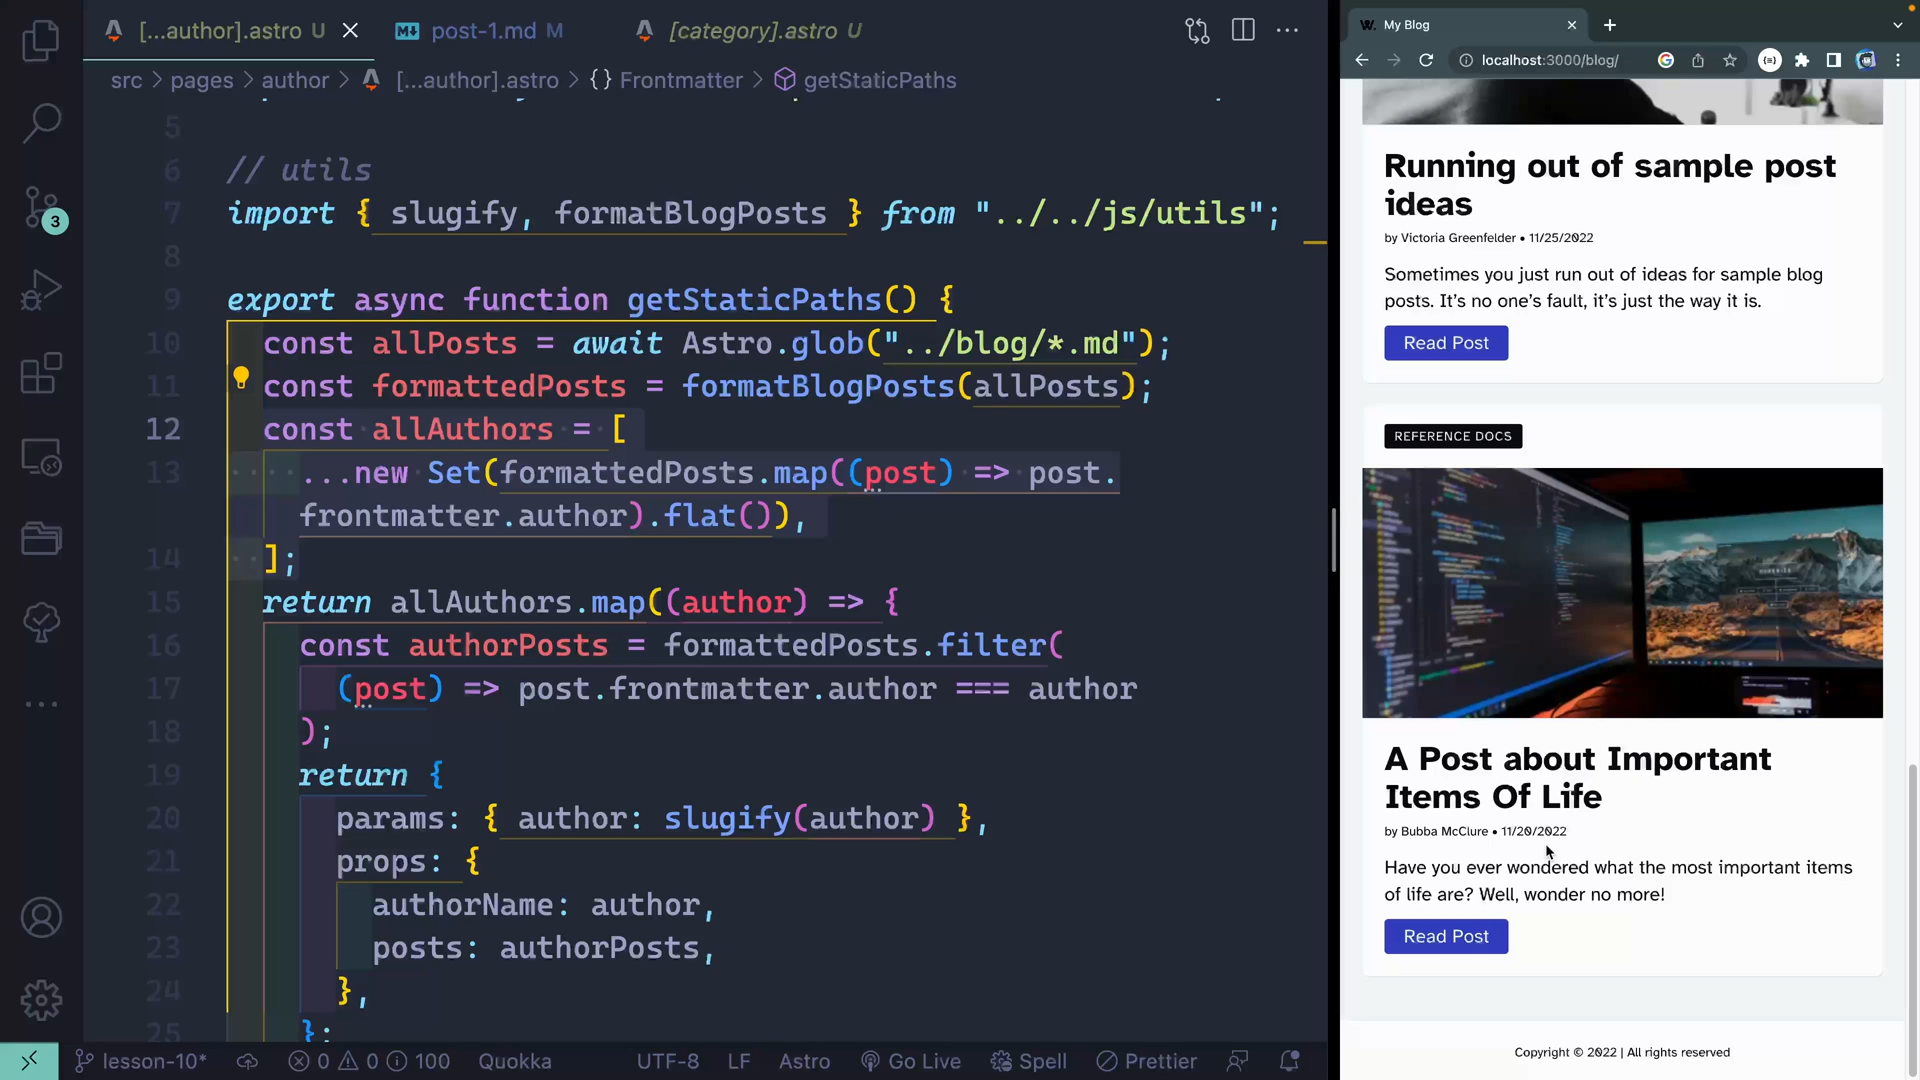 [...author].astro U
post-1.md M
[category].astro U
src > pages > author > [...author].astro > {} Frontmatter > getStaticPaths
5
6 // utils
7 import { slugify, formatBlogPosts } from "../../js/utils";
8
9 export async function getStaticPaths() {
10 const allPosts = await Astro.glob("../blog/*.md");
11 const formattedPosts = formatBlogPosts(allPosts);
12 const allAuthors = [
13 ...new Set(formattedPosts.map((post) => post.
frontmatter.author).flat()),
14 ];
15 return allAuthors.map((author) => {
16 const authorPosts = formattedPosts.filter(
17 (post) => post.frontmatter.author === author
18 );
19 return {
20 params: { author: slugify(author) },
21 props: {
22 authorName: author,
23 posts: authorPosts,
24 },
25 };
3
lesson-10* 0 0 100 Quokka UTF-8 LF Astro Go Live Spell Prettier
My Blog
localhost:3000/blog/
Running out of sample post
ideas
by Victoria Greenfelder • 11/25/2022
Sometimes you just run out of ideas for sample blog
posts. It's no one's fault, it's just the way it is.
Read Post
REFERENCE DOCS
A Post about Important
Items Of Life
by Bubba McClure • 11/20/2022
Have you ever wondered what the most important items
of life are? Well, wonder no more!
Read Post
Copyright © 2022 | All rights reserved